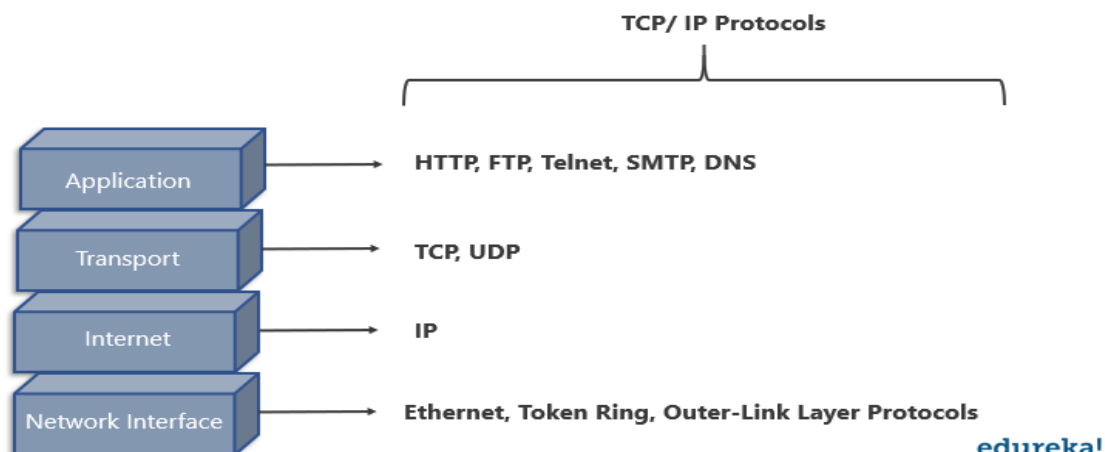 TCP/ IP Protocols
Application
HTTP, FTP, Telnet, SMTP, DNS
Transport
TCP, UDP
Internet
IP
Network Interface
Ethernet, Token Ring, Outer-Link Layer Protocols
edureka!